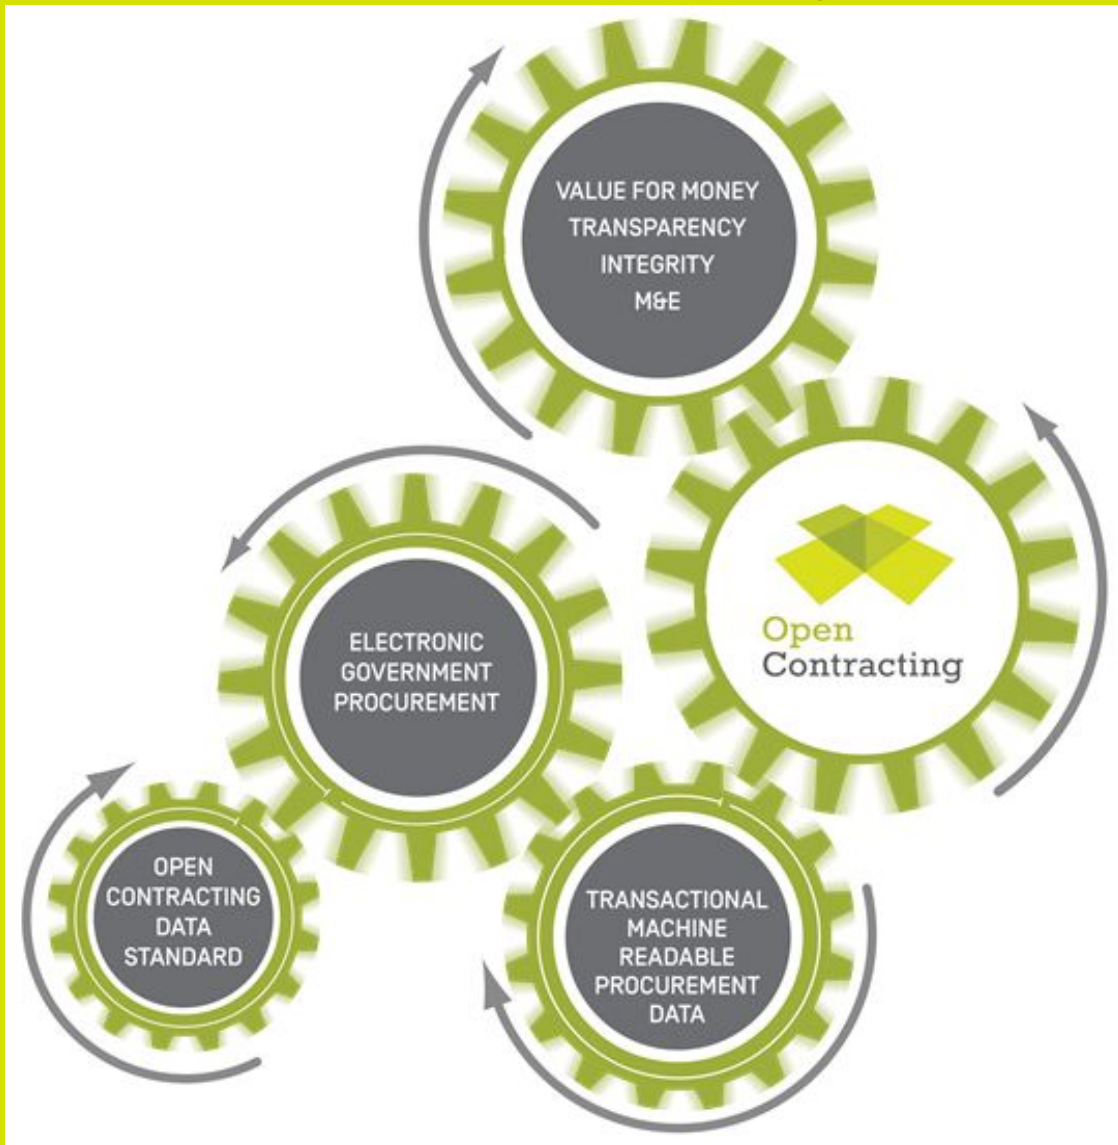 VALUE FOR MONEY
TRANSPARENCY
INTEGRITY
M&E
Open
Contracting
ELECTRONIC
GOVERNMENT
PROCUREMENT
OPEN
CONTRACTING
DATA
STANDARD
TRANSACTIONAL
MACHINE
READABLE
PROCUREMENT
DATA